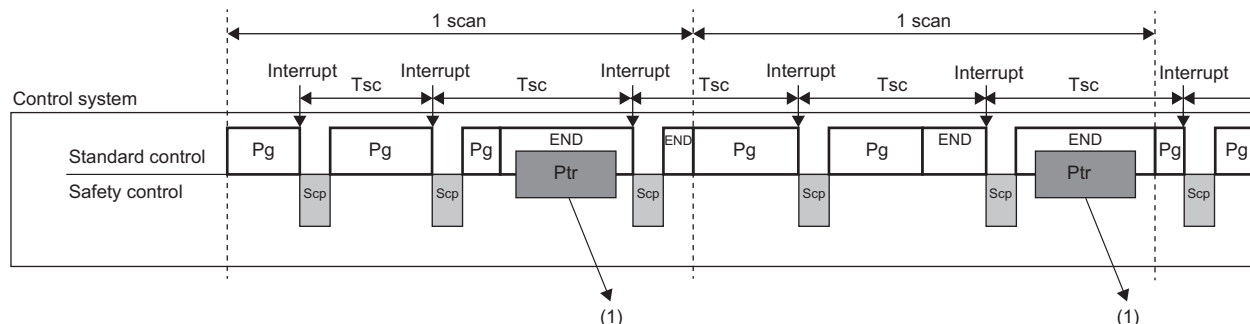 1 scan 1 scan
Interrupt Interrupt Interrupt Interrupt Interrupt Interrupt
Tsc Tsc Tsc Tsc Tsc
Control system
Pg Pg Pg END END Pg Pg END END Pg Pg
Standard control
Ptr Ptr
Safety control
Scp Scp Scp Scp Scp Scp
(1) (1)